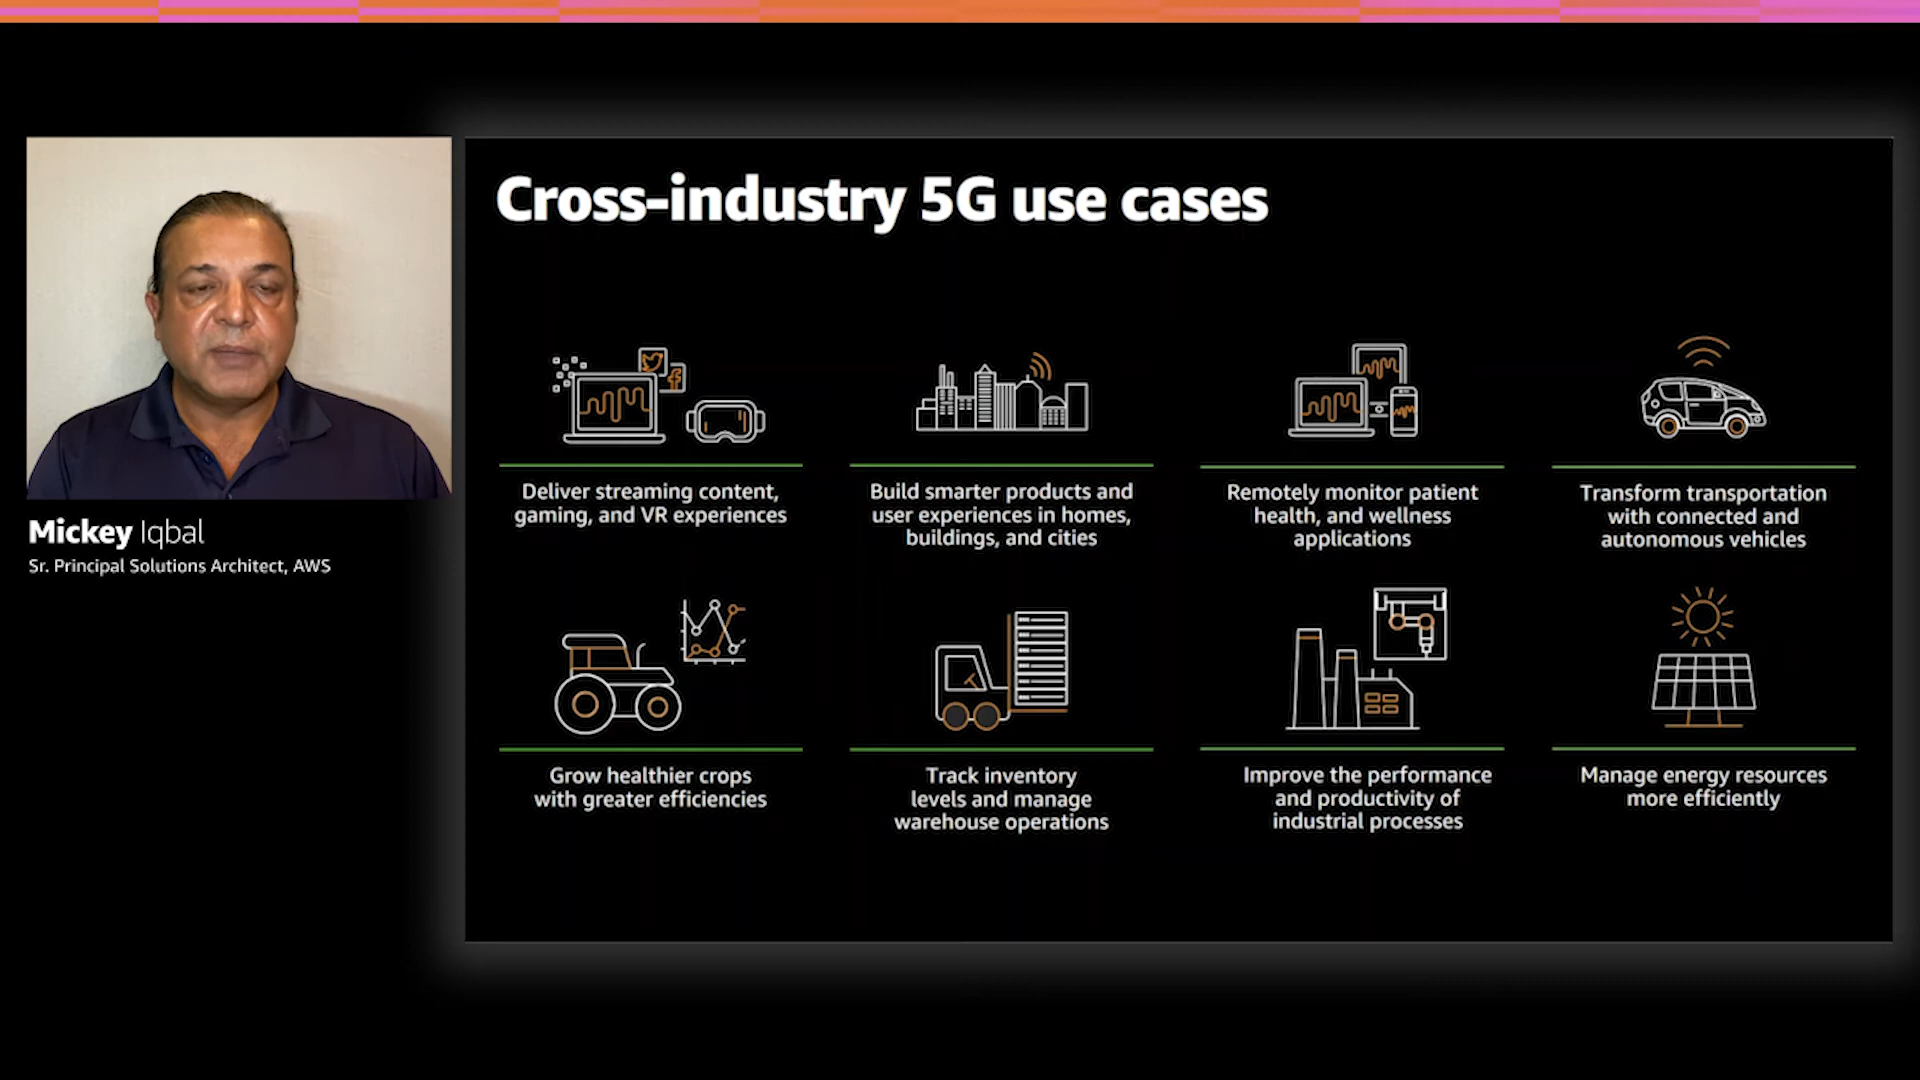 Cross-industry 5G use cases
Mickey Iqbal
Sr. Principal Solutions Architect, AWS
Deliver streaming content,
gaming, and VR experiences
Build smarter products and
user experiences in homes,
buildings, and cities
Remotely monitor patient
health, and wellness
applications
Transform transportation
with connected and
autonomous vehicles
Grow healthier crops
with greater efficiencies
Track inventory
levels and manage
warehouse operations
Improve the performance
and productivity of
industrial processes
Manage energy resources
more efficiently